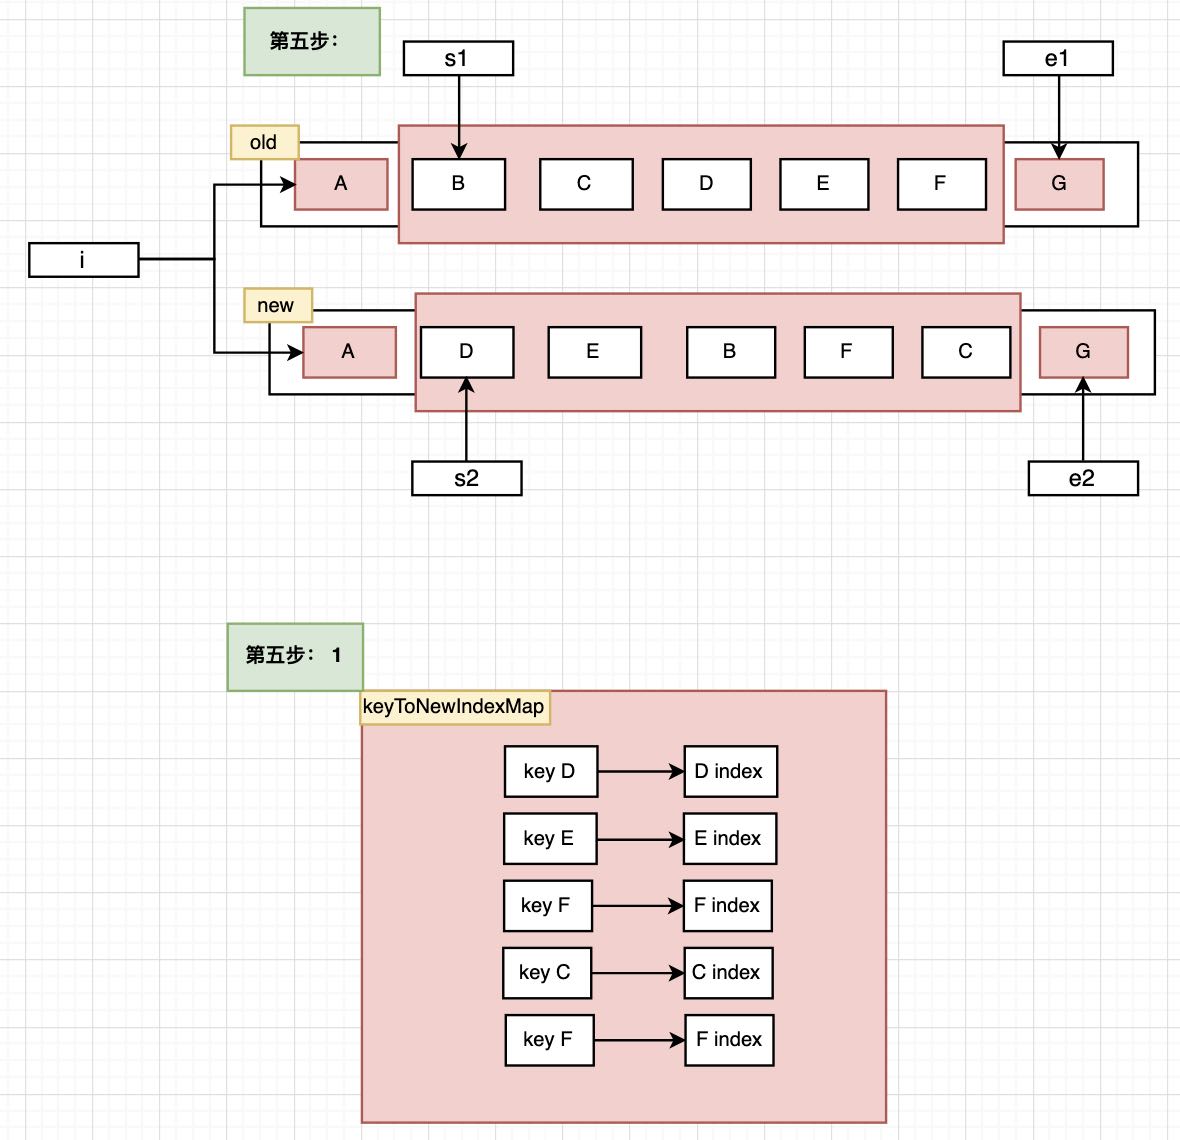 第五步：
s1
e1
old
A
B
C
D
E
F
G
i
new
A
D
E
B
F
C
G
s2
e2
第五步： 1
keyToNewIndexMap
key D
D index
key E
E index
key F
F index
key C
C index
key F
F index